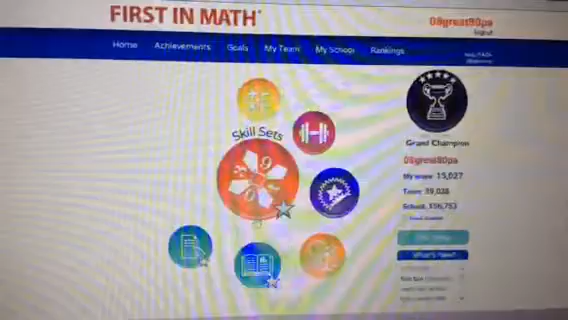 FIRST IN MATH
08great80pa
logout
Home Achievements Goals My Team My School Rankings
Skill Sets
Grand Champion
08great80pa
My score: 15,027
Team: 39,038
School: 156,753
What's New?